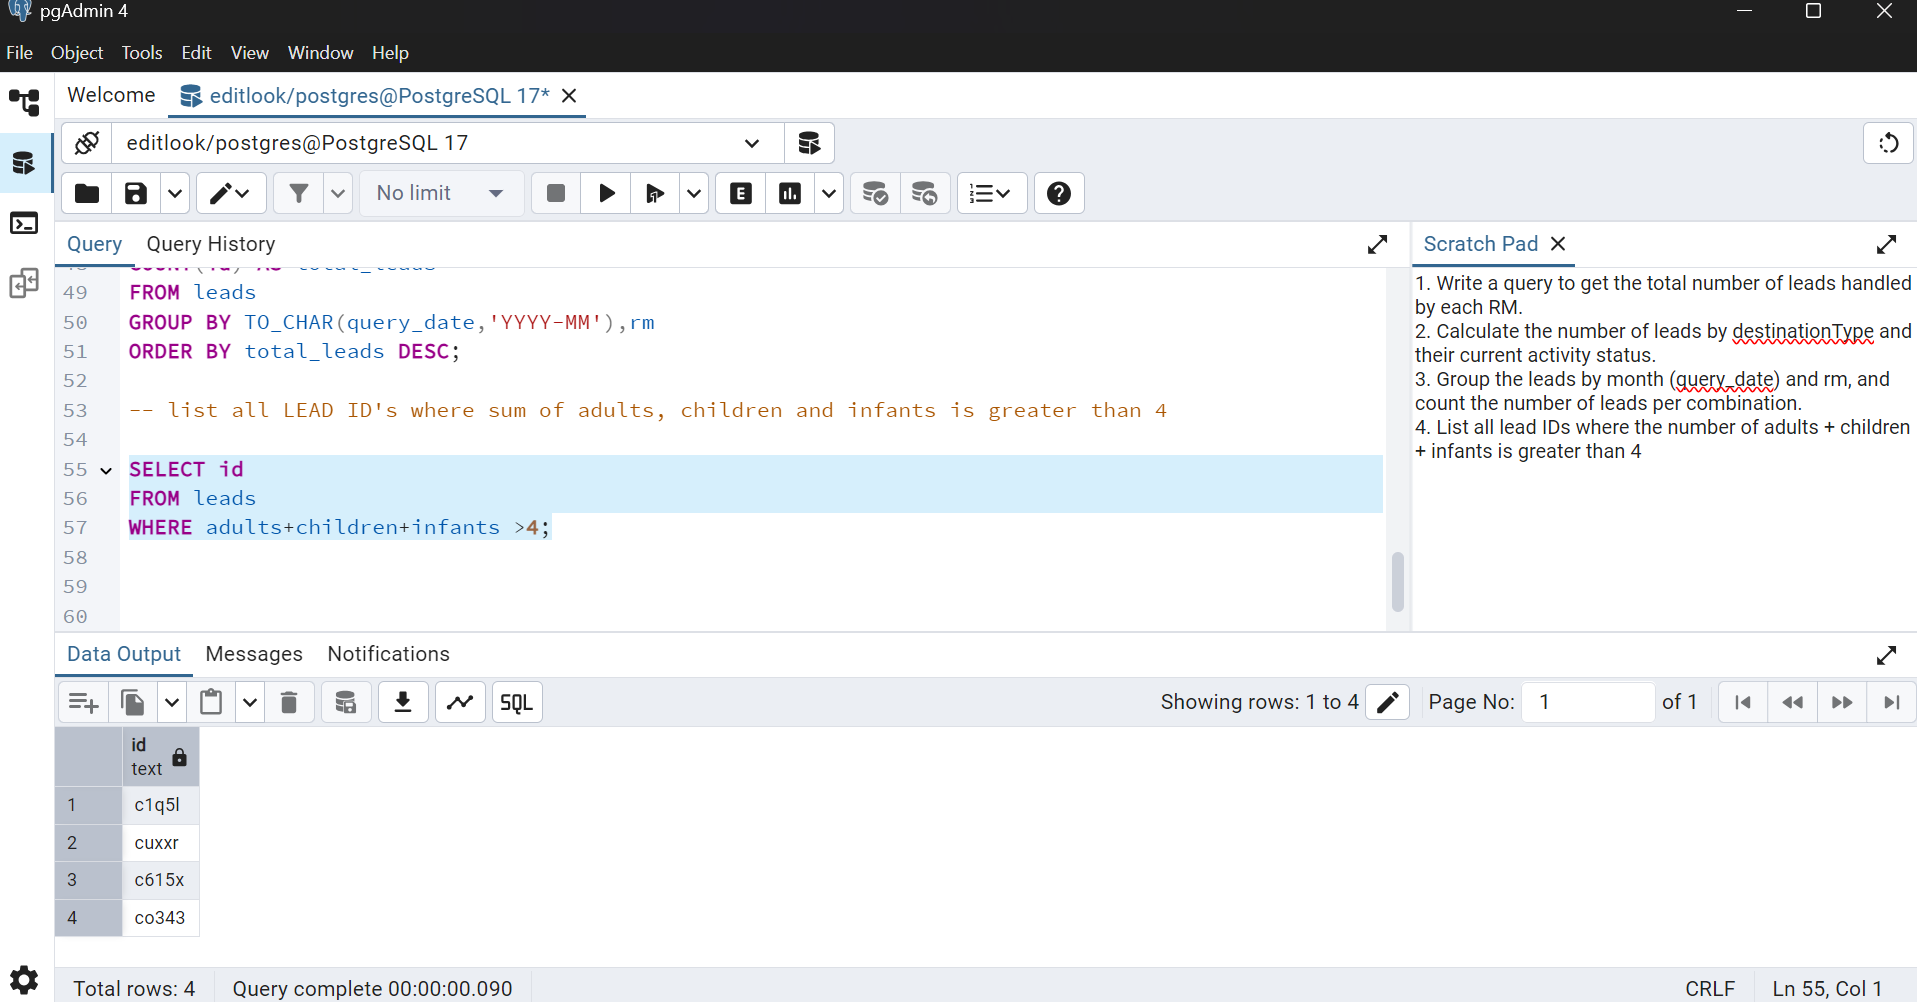 pgAdmin 4
File Object Tools Edit View Window Help
Welcome editlook/postgres@PostgreSQL 17*
editlook/postgres@PostgreSQL 17
No limit
E
Query Query History
Scratch Pad
49 FROM leads
50 GROUP BY TO_CHAR(query_date,'YYYY-MM'),rm
51 ORDER BY total_leads DESC;
52
53 -- list all LEAD ID's where sum of adults, children and infants is greater than 4
54
55 SELECT id
56 FROM leads
57 WHERE adults+children+infants >4;
58
59
60
1. Write a query to get the total number of leads handled
by each RM.
2. Calculate the number of leads by destinationType and
their current activity status.
3. Group the leads by month (query_date) and rm, and
count the number of leads per combination.
4. List all lead IDs where the number of adults + children
+ infants is greater than 4
Data Output Messages Notifications
SQL
Showing rows: 1 to 4 Page No: 1 of 1
id
text
1 c1q5l
2 cuxxr
3 c615x
4 co343
Total rows: 4 Query complete 00:00:00.090 CRLF Ln 55, Col 1